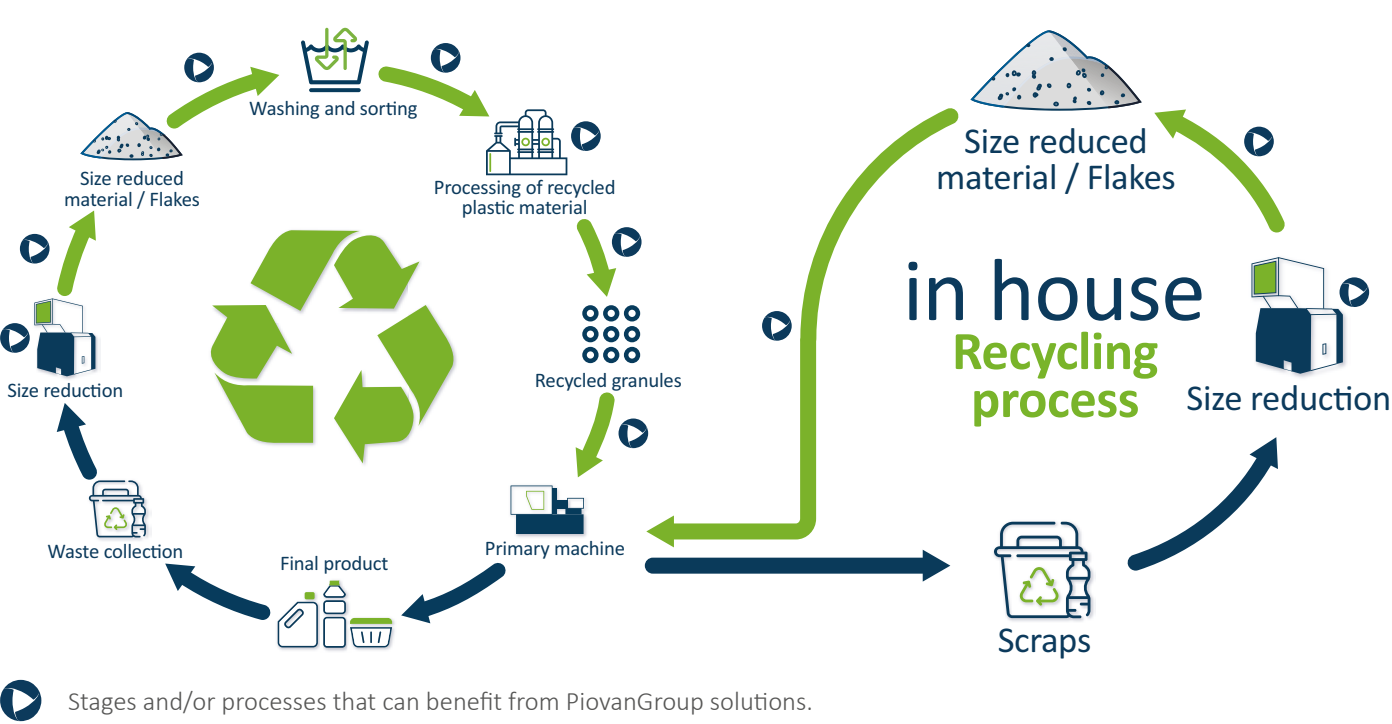 Washing and sorting
Size reduced
material / Flakes
Processing of recycled
plastic material
Size reduction
Recycled granules
Waste collection
Final product
Primary machine
Size reduced
material / Flakes
in house
Recycling
process
Size reduction
Scraps
Stages and/or processes that can benefit from PiovanGroup solutions.